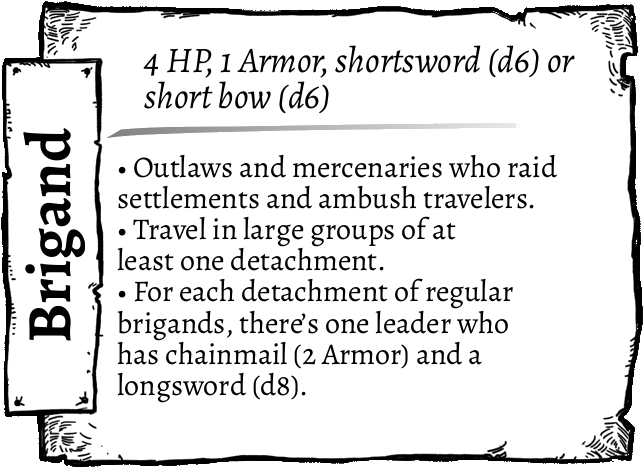 Brigand
4 HP, 1 Armor, shortsword (d6) or
short bow (d6)
• Outlaws and mercenaries who raid
settlements and ambush travelers.
• Travel in large groups of at
least one detachment.
• For each detachment of regular
brigands, there’s one leader who
has chainmail (2 Armor) and a
longsword (d8).